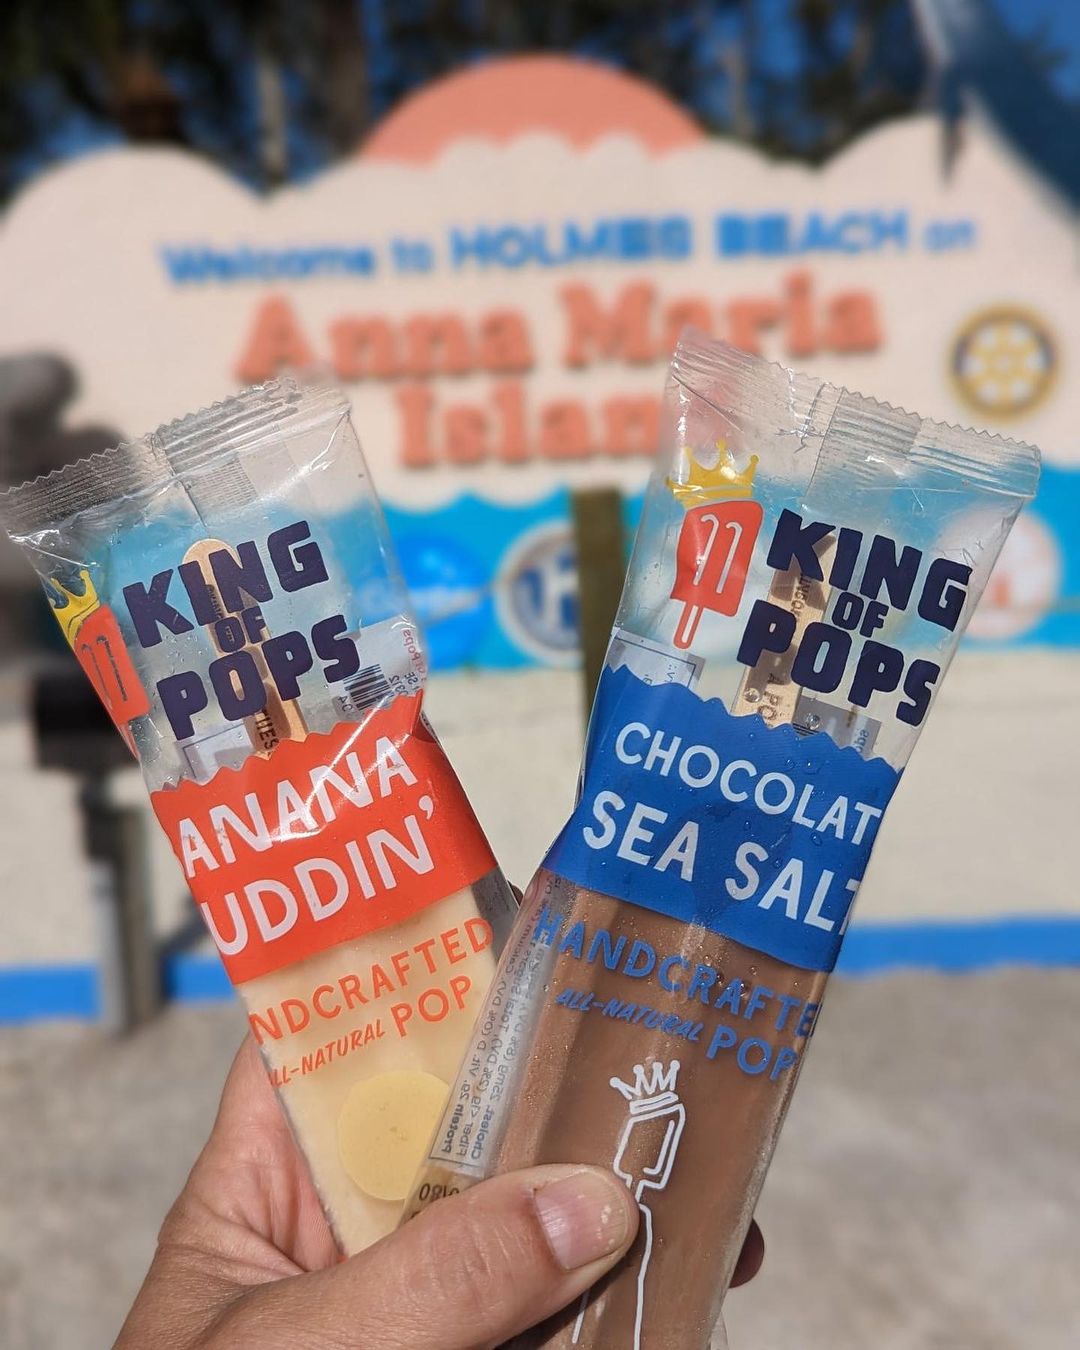 Welcome to HOLMES BEACH on
Anna Maria
Islan
KING
OF
POPS
ANANA
UDDIN'
NDCRAFTED
LL-NATURAL POP
KING
OF
POPS
CHOCOLAT
SEA SALT
HANDCRAFTE
ALL-NATURAL POP